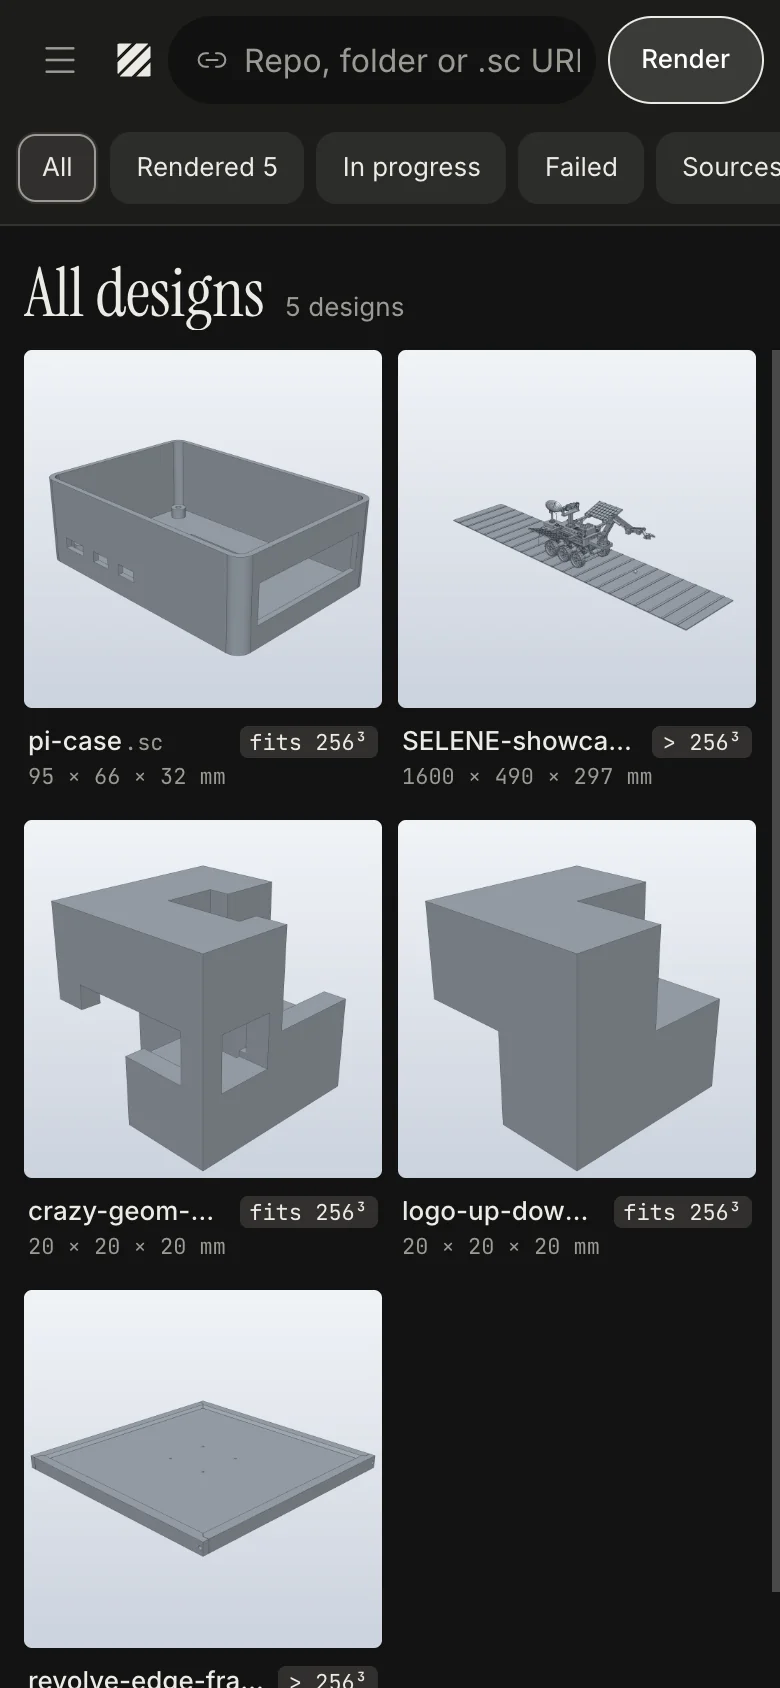 Repo, folder or .sc URl
Render
All
Rendered 5
In progress
Failed
Sources
All designs
5 designs
pi-case.sc
fits 256³
SELENE-showca...
> 256³
95 × 66 × 32 mm
1600 × 490 × 297 mm
crazy-geom-...
fits 256³
logo-up-dow...
fits 256³
20 × 20 × 20 mm
20 × 20 × 20 mm
revolve-edge-fra...
> 256³